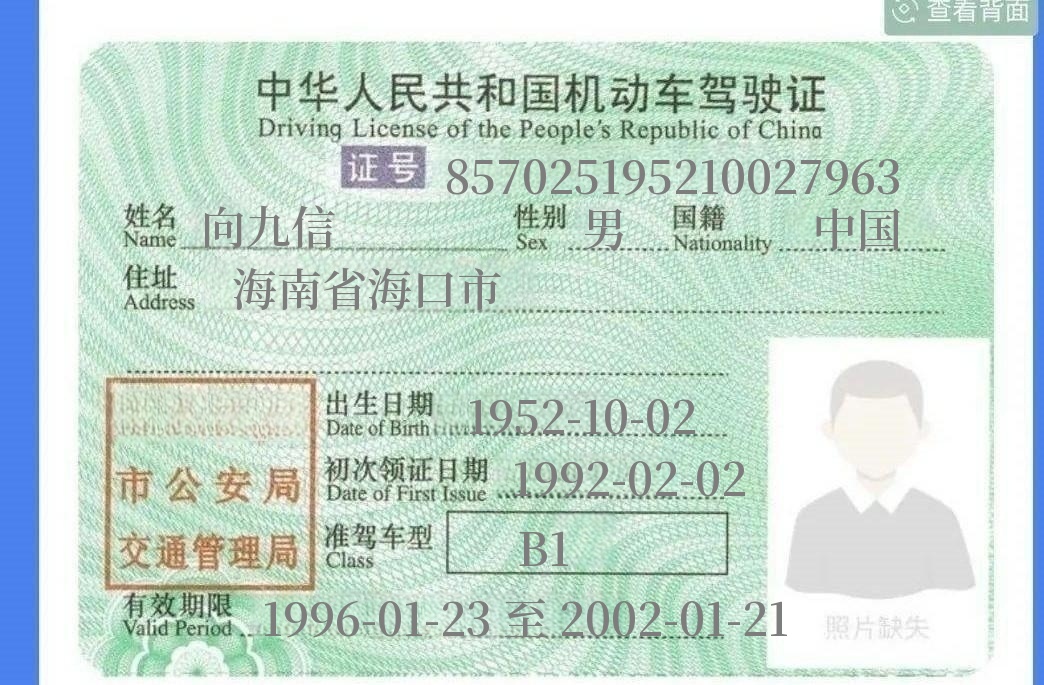 查看背面
中华人民共和国机动车驾驶证
Driving License of the People's Republic of China
证号 857025195210027963
姓名 向九信 性别 男 国籍 中国
Name Sex Nationality
住址 海南省海口市
Address
出生日期 1952-10-02
Date of Birth
初次领证日期 1992-02-02
Date of First Issue
市公安局
交通管理局
准驾车型 B1
Class
有效期限 1996-01-23 至 2002-01-21
Valid Period
照片缺失